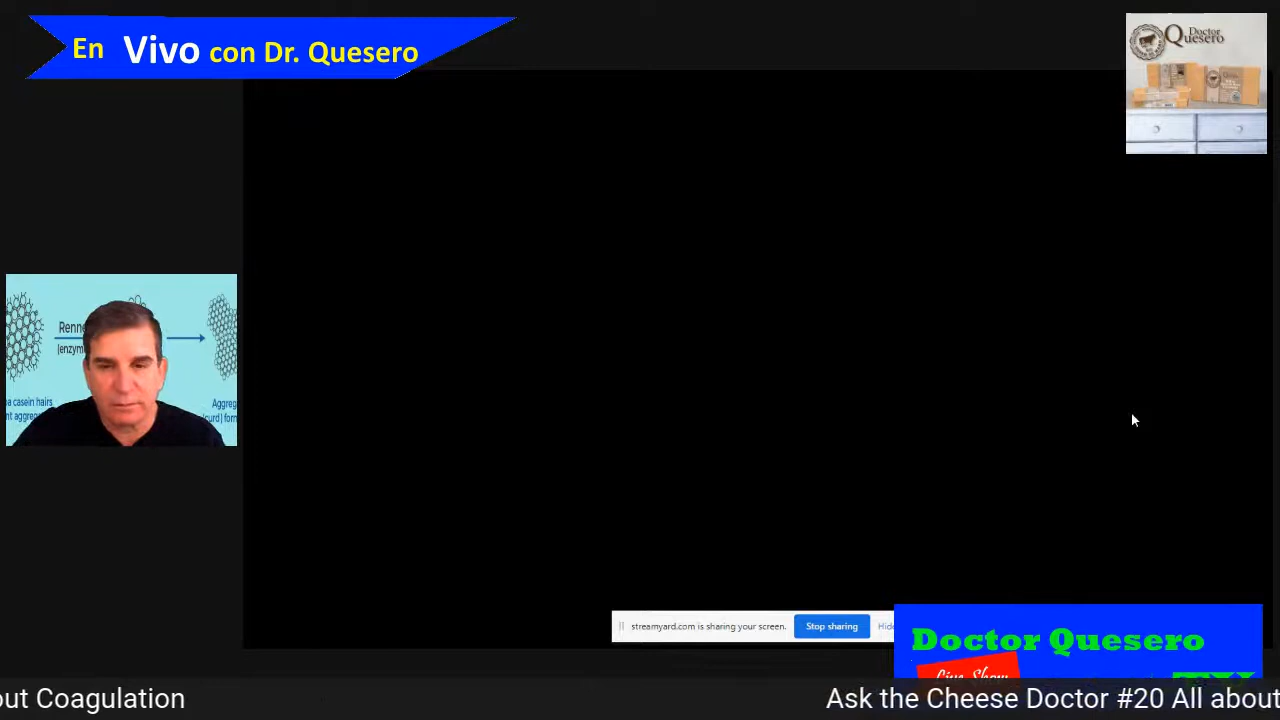 En Vivo con Dr. Quesero
Doctor
Quesero
Renne
[enzym
a casein hairs
nt aggreg
Aggreg
(curd) form
streamyard.com is sharing your screen.
Stop sharing
Hide
Doctor Quesero
Live Show
out Coagulation
Ask the Cheese Doctor #20 All about